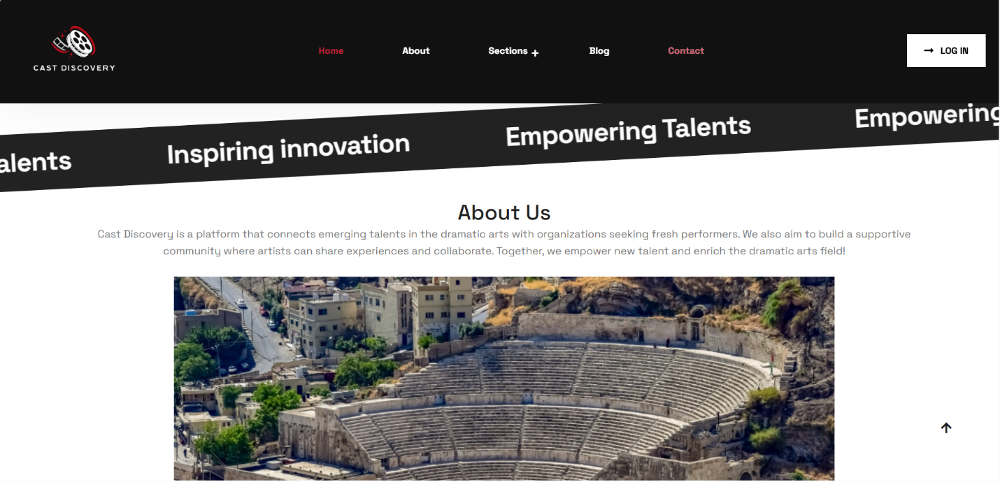 CAST DISCOVERY
Home
About
Sections +
Blog
Contact
LOG IN
alents
Inspiring innovation
Empowering Talents
Empowering
About Us
Cast Discovery is a platform that connects emerging talents in the dramatic arts with organizations seeking fresh performers. We also aim to build a supportive
community where artists can share experiences and collaborate. Together, we empower new talent and enrich the dramatic arts field!